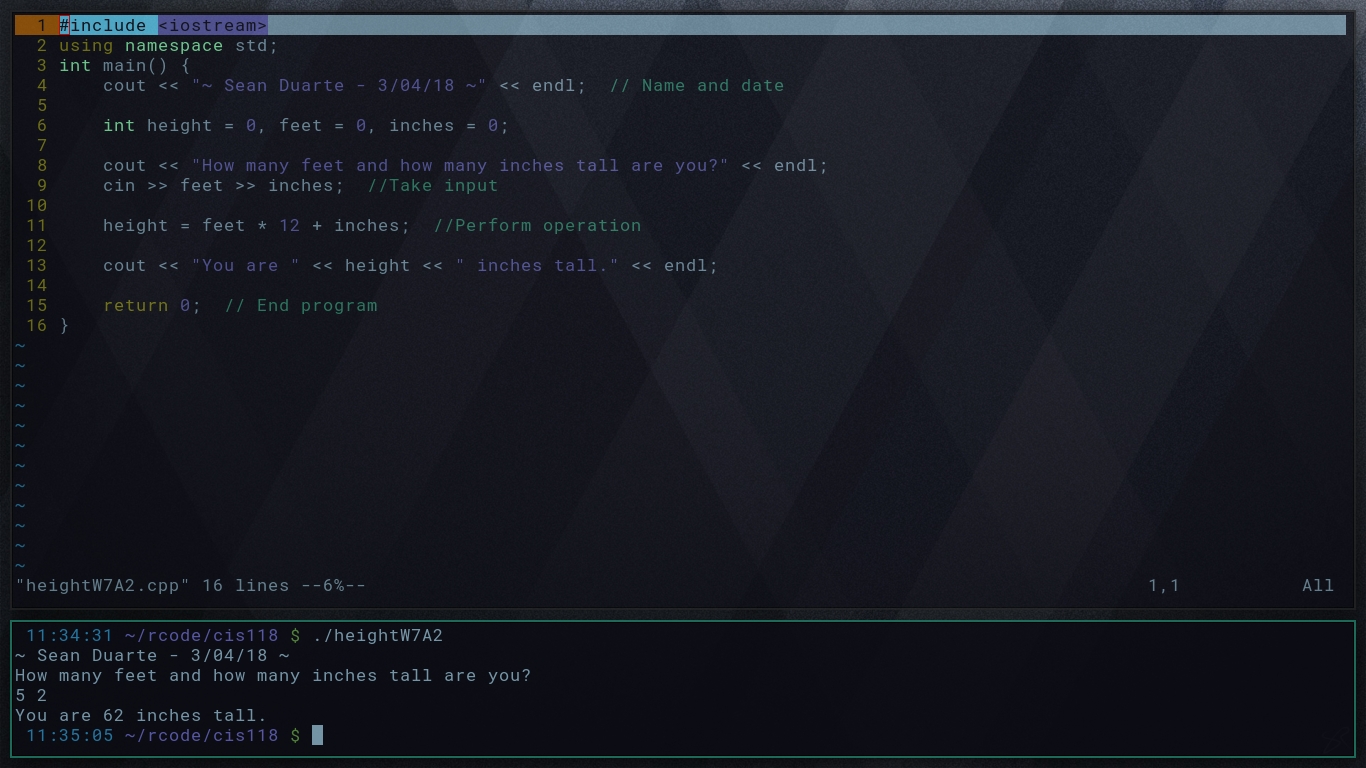 1 #include <iostream>
2 using namespace std;
3 int main() {
4     cout << "~ Sean Duarte - 3/04/18 ~" << endl;  // Name and date
5
6     int height = 0, feet = 0, inches = 0;
7
8     cout << "How many feet and how many inches tall are you?" << endl;
9     cin >> feet >> inches;  //Take input
10
11     height = feet * 12 + inches;  //Perform operation
12
13     cout << "You are " << height << " inches tall." << endl;
14
15     return 0;  // End program
16 }
~
~
~
~
~
~
~
~
~
~
~
~
"heightW7A2.cpp" 16 lines --6%-- 1,1 All
11:34:31 ~/rcode/cis118 $ ./heightW7A2
~ Sean Duarte - 3/04/18 ~
How many feet and how many inches tall are you?
5 2
You are 62 inches tall.
11:35:05 ~/rcode/cis118 $